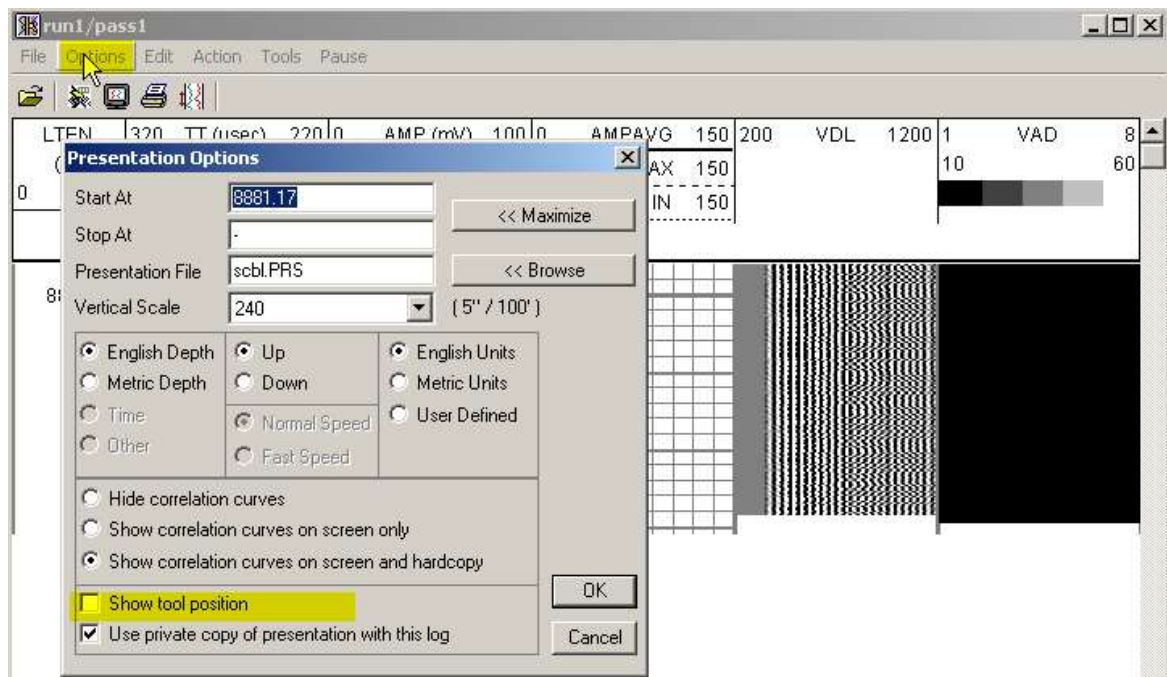 run1/pass1
File Options Edit Action Tools Pause
LTEN 320 TT (usec) 220 0 AMP (mV) 100 0 AMPAVG 150 200 VDL 1200 1 VAD 8
( AX 150 10 60
0 IN 150
Presentation Options
Start At 8881.17 << Maximize
Stop At -
Presentation File scbl.PRS << Browse
Vertical Scale 240 ( 5" / 100' )
English Depth Up English Units
Metric Depth Down Metric Units
Time Normal Speed User Defined
Other Fast Speed
Hide correlation curves
Show correlation curves on screen only
Show correlation curves on screen and hardcopy
Show tool position OK
Use private copy of presentation with this log Cancel